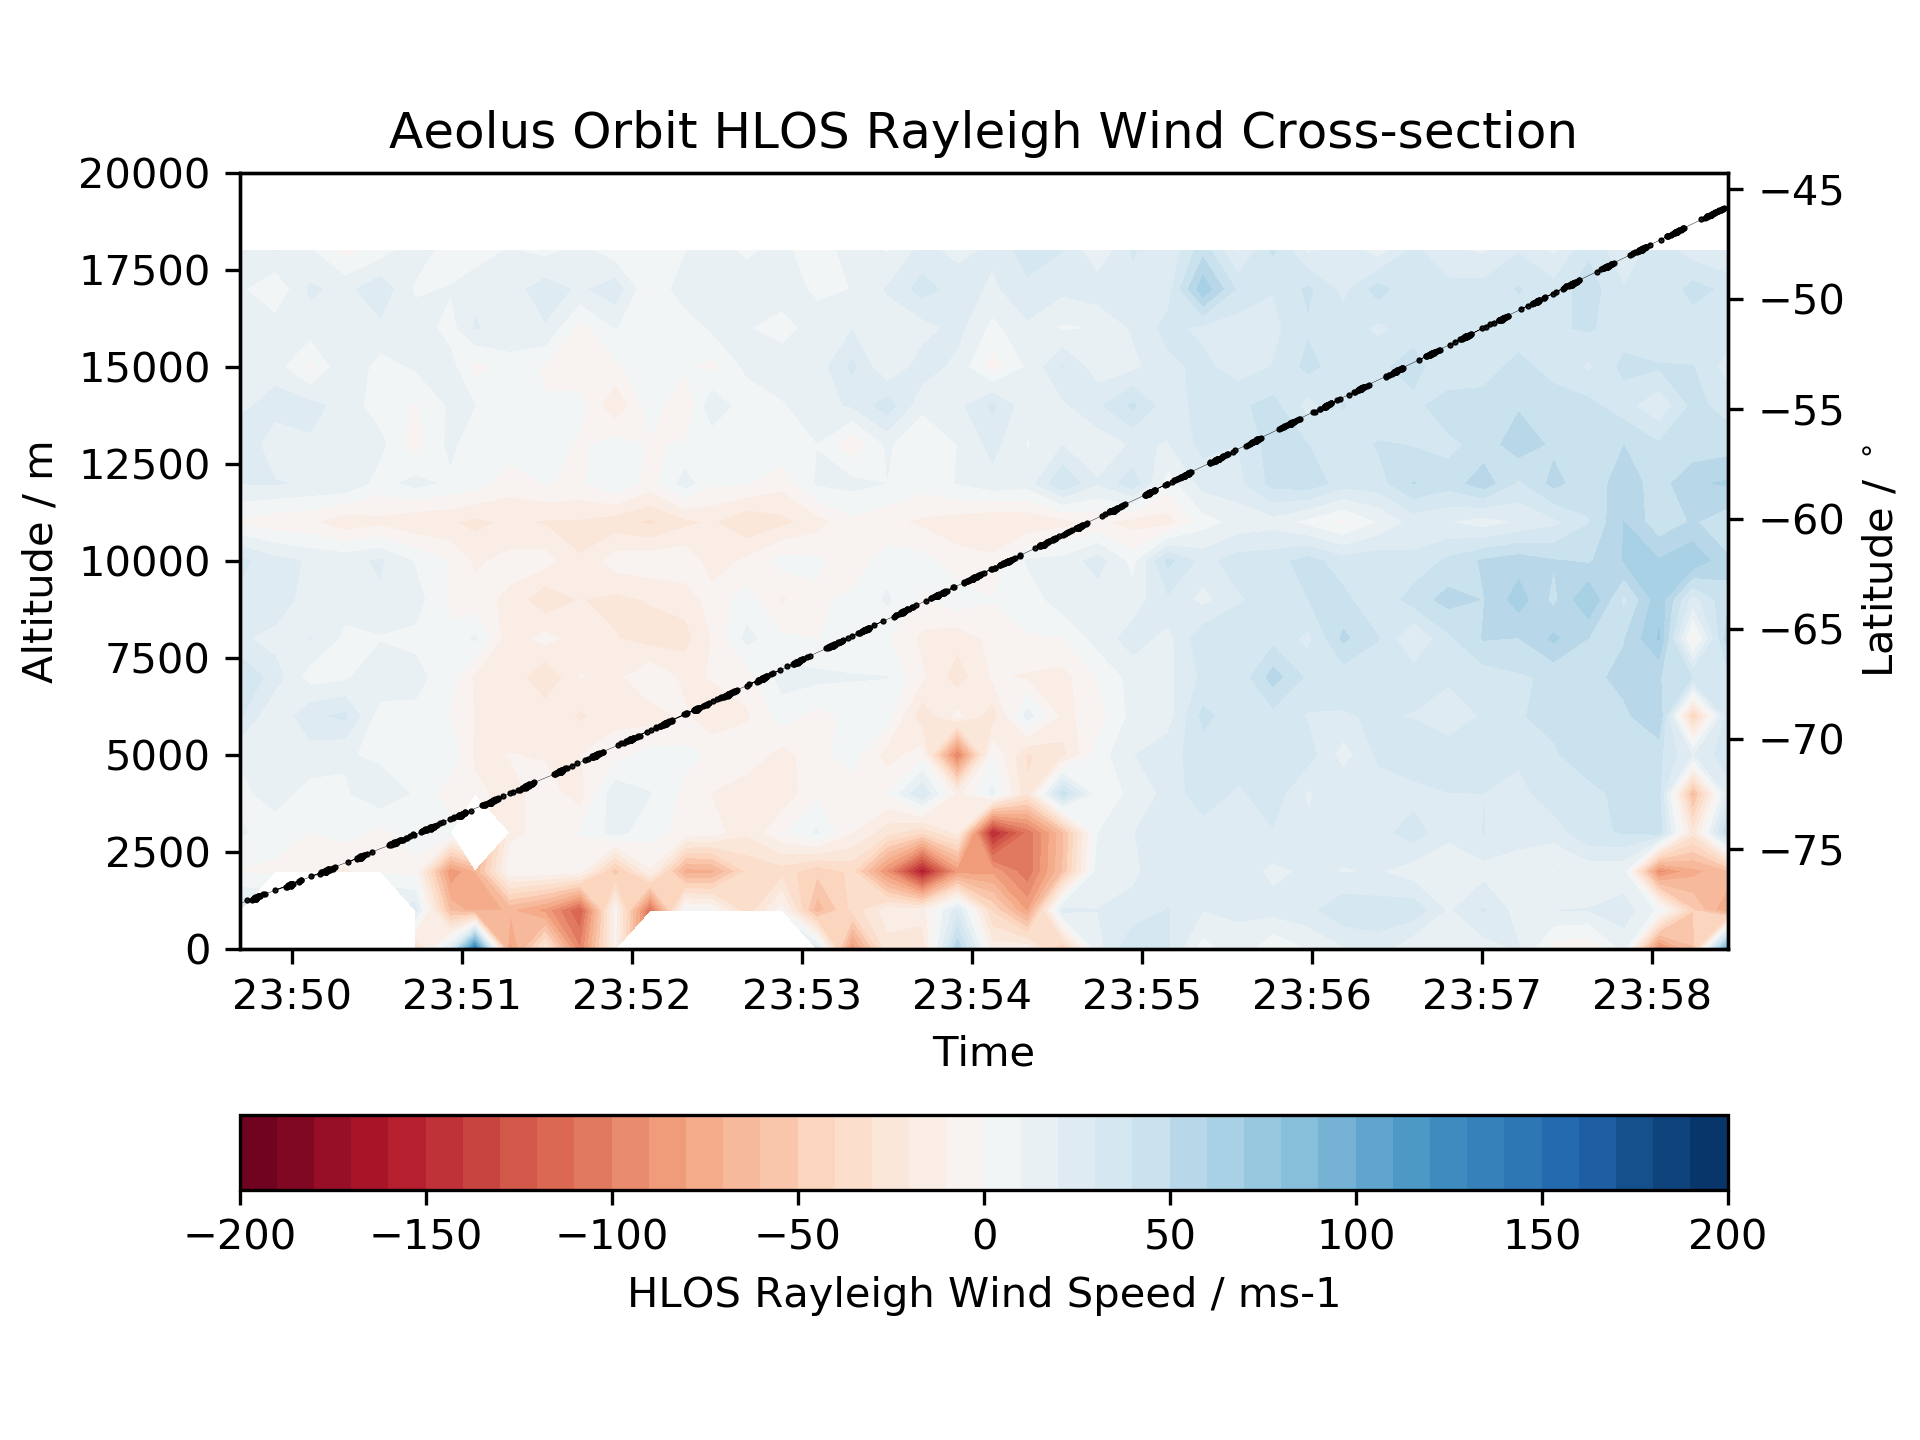 Aeolus Orbit HLOS Rayleigh Wind Cross-section
20000
17500
15000
12500
10000
7500
5000
2500
0
Altitude / m
−45
−50
−55
−60
−65
−70
−75
Latitude / °
23:50 23:51 23:52 23:53 23:54 23:55 23:56 23:57 23:58
Time
−200 −150 −100 −50 0 50 100 150 200
HLOS Rayleigh Wind Speed / ms-1